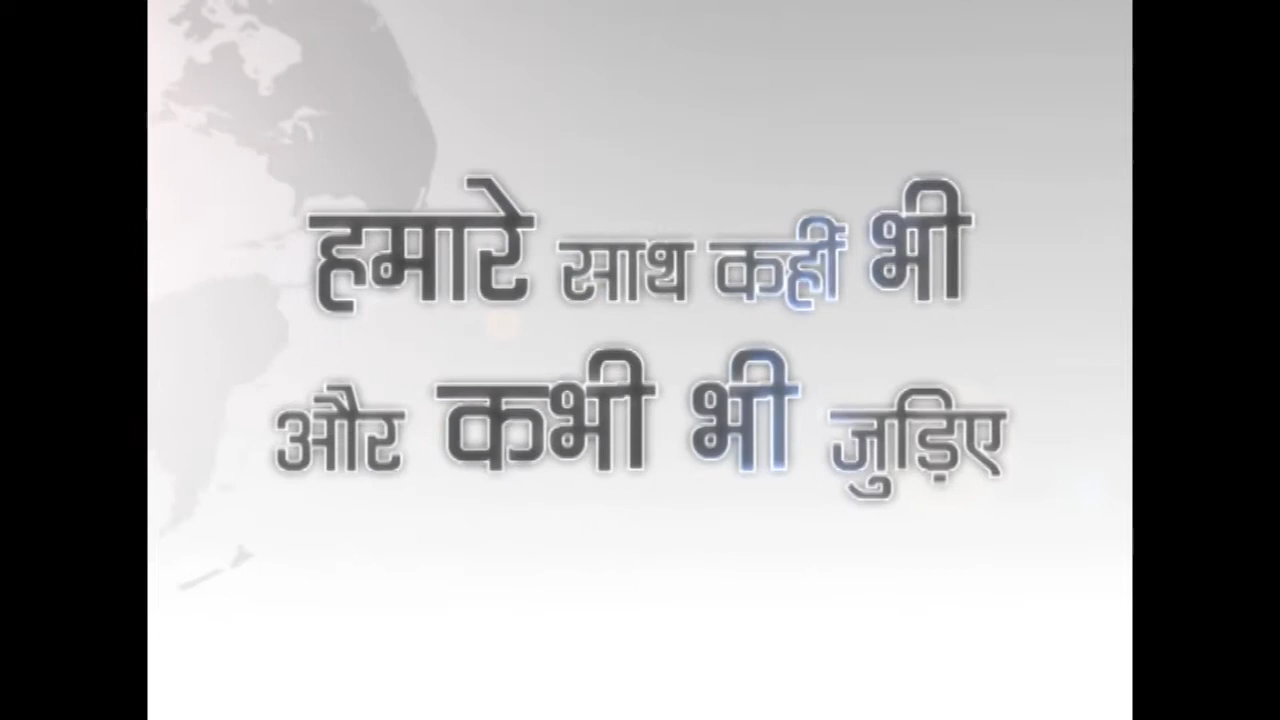 हमारे साथ कहीं भी
और कभी भी जुड़िए